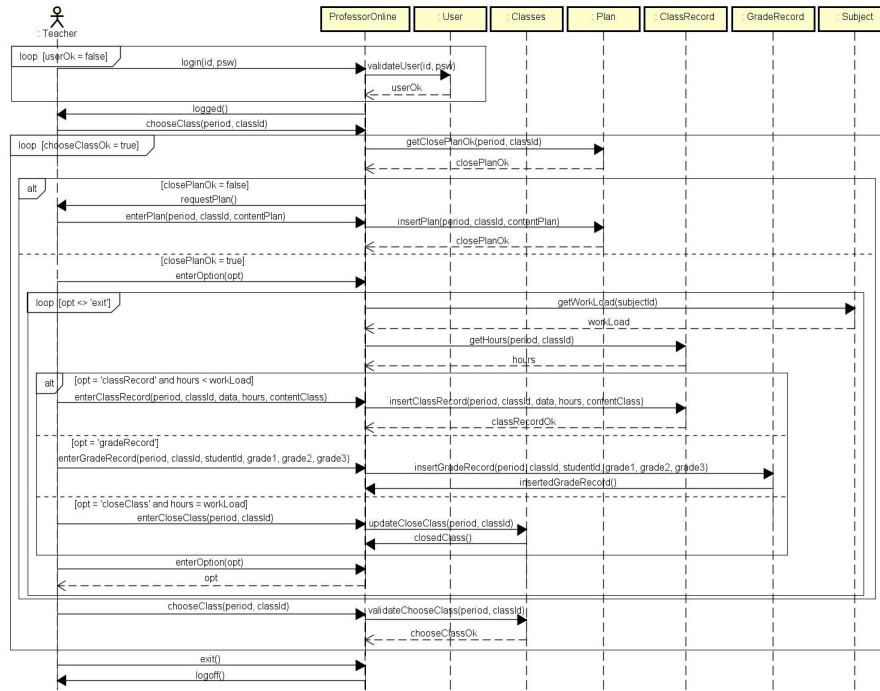 : Teacher
ProfessorOnline
: User
: Classes
: Plan
: ClassRecord
: GradeRecord
: Subject
loop [userOk = false]
login(id, psw)
validateUser(id, psw)
userOk
logged()
chooseClass(period, classId)
loop [chooseClassOk = true]
getClosePlanOk(period, classId)
closePlanOk
alt
[closePlanOk = false]
requestPlan()
enterPlan(period, classId, contentPlan)
insertPlan(period, classId, contentPlan)
closePlanOk
[closePlanOk = true]
enterOption(opt)
loop [opt <> 'exit']
getWorkLoad(subjectId)
workLoad
getHours(period, classId)
hours
alt
[opt = 'classRecord' and hours < workLoad]
enterClassRecord(period, classId, data, hours, contentClass)
insertClassRecord(period, classId, data, hours, contentClass)
classRecordOk
[opt = 'gradeRecord']
enterGradeRecord(period, classId, studentId, grade1, grade2, grade3)
insertGradeRecord(period, classId, studentId, grade1, grade2, grade3)
insertedGradeRecord()
[opt = 'closeClass' and hours = workLoad]
enterCloseClass(period, classId)
updateCloseClass(period, classId)
closedClass()
enterOption(opt)
opt
chooseClass(period, classId)
validateChooseClass(period, classId)
chooseClassOk
exit()
logoff()